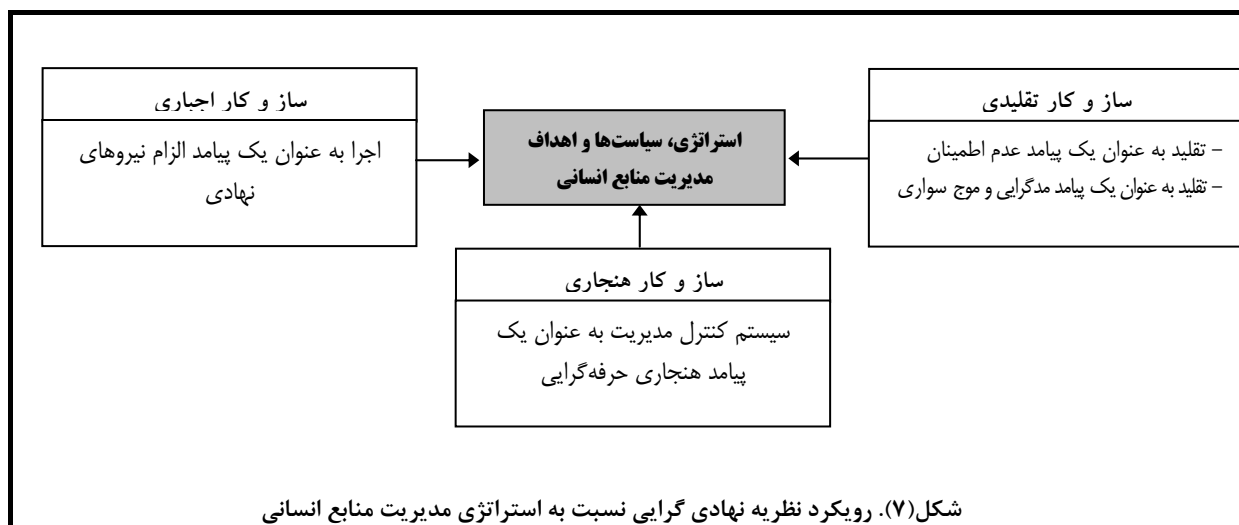 ساز و کار تقلیدی
- تقلید به عنوان یک پیامد عدم اطمینان
- تقلید به عنوان یک پیامد مدگرایی و موج سواری
استراتژی، سیاست‌ها و اهداف
مدیریت منابع انسانی
ساز و کار اجباری
اجرا به عنوان یک پیامد الزام نیروهای
نهادی
ساز و کار هنجاری
سیستم کنترل مدیریت به عنوان یک
پیامد هنجاری حرفه‌گرایی
شکل(۷). رویکرد نظریه نهادی گرایی نسبت به استراتژی مدیریت منابع انسانی